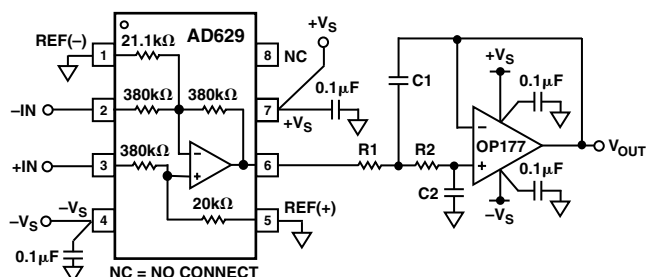 REF(–)
21.1kΩ
AD629
+VS
1
8
NC
–IN
380kΩ
380kΩ
0.1µF
2
7
+VS
+IN
380kΩ
3
6
–
+
–VS
–VS
20kΩ
4
5
REF(+)
0.1µF
NC = NO CONNECT
C1
+VS
0.1µF
R1
R2
–
+
OP177
VOUT
C2
0.1µF
–VS